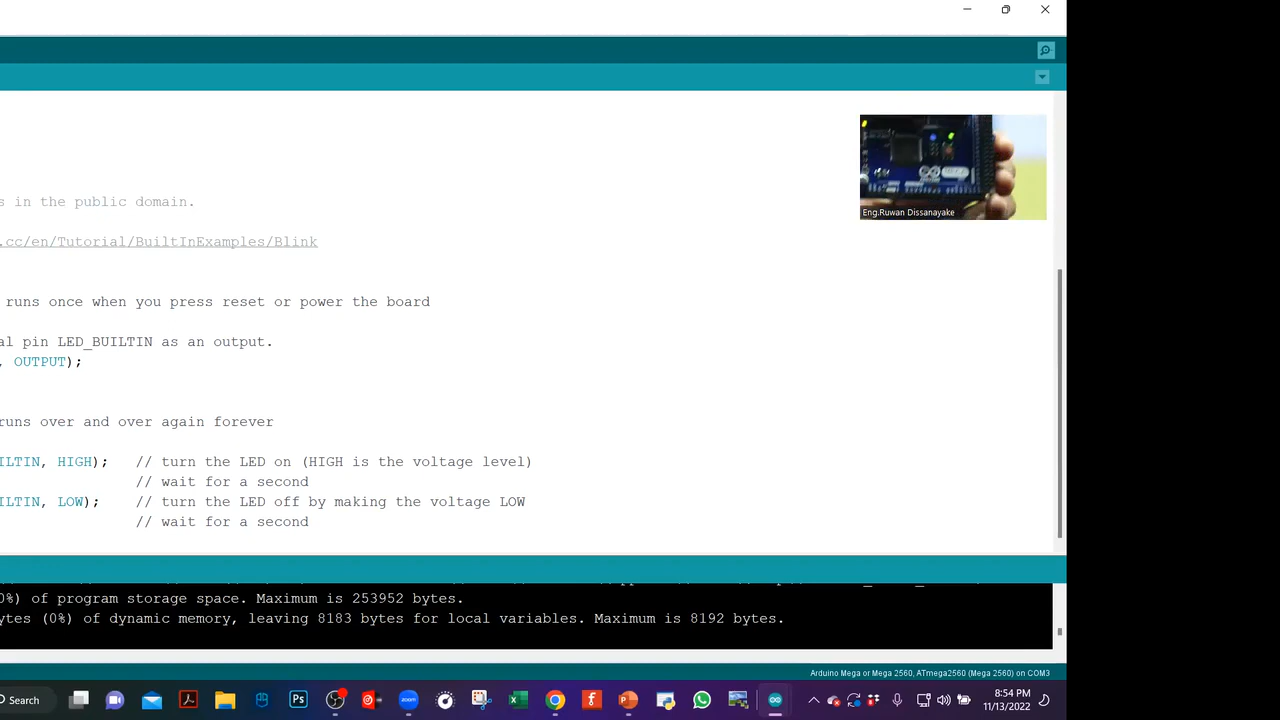 Eng.Ruwan Dissanayake
s in the public domain.
.cc/en/Tutorial/BuiltInExamples/Blink
runs once when you press reset or power the board
al pin LED_BUILTIN as an output.
, OUTPUT);
runs over and over again forever
ILTIN, HIGH);   // turn the LED on (HIGH is the voltage level)
// wait for a second
ILTIN, LOW);    // turn the LED off by making the voltage LOW
// wait for a second
0%) of program storage space. Maximum is 253952 bytes.
ytes (0%) of dynamic memory, leaving 8183 bytes for local variables. Maximum is 8192 bytes.
Arduino Mega or Mega 2560, ATmega2560 (Mega 2560) on COM3
Search
Ps
zoom
8:54 PM
11/13/2022